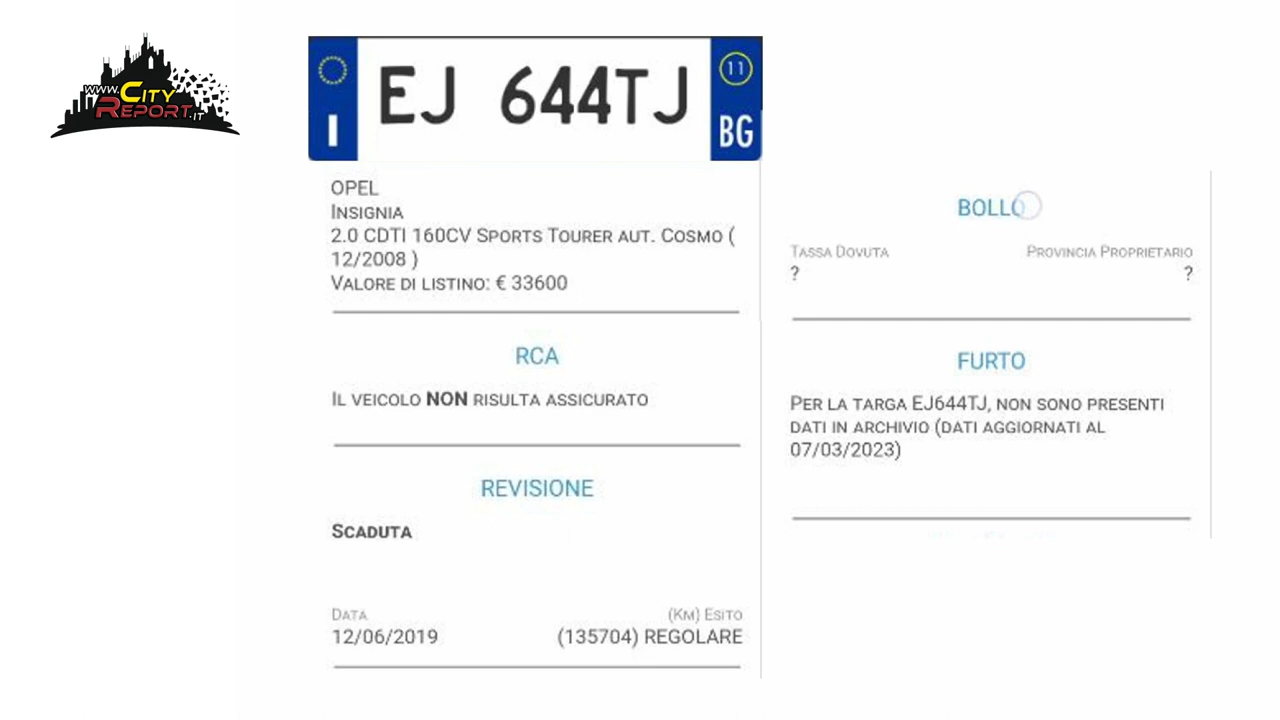 www.CITY
REPORT.IT
EJ 644TJ
I
11
BG
OPEL
INSIGNIA
2.0 CDTI 160CV SPORTS TOURER AUT. COSMO (
12/2008 )
VALORE DI LISTINO: € 33600
RCA
IL VEICOLO NON RISULTA ASSICURATO
REVISIONE
SCADUTA
DATA (KM) ESITO
12/06/2019 (135704) REGOLARE
BOLLO
TASSA DOVUTA PROVINCIA PROPRIETARIO
? ?
FURTO
PER LA TARGA EJ644TJ, NON SONO PRESENTI
DATI IN ARCHIVIO (DATI AGGIORNATI AL
07/03/2023)